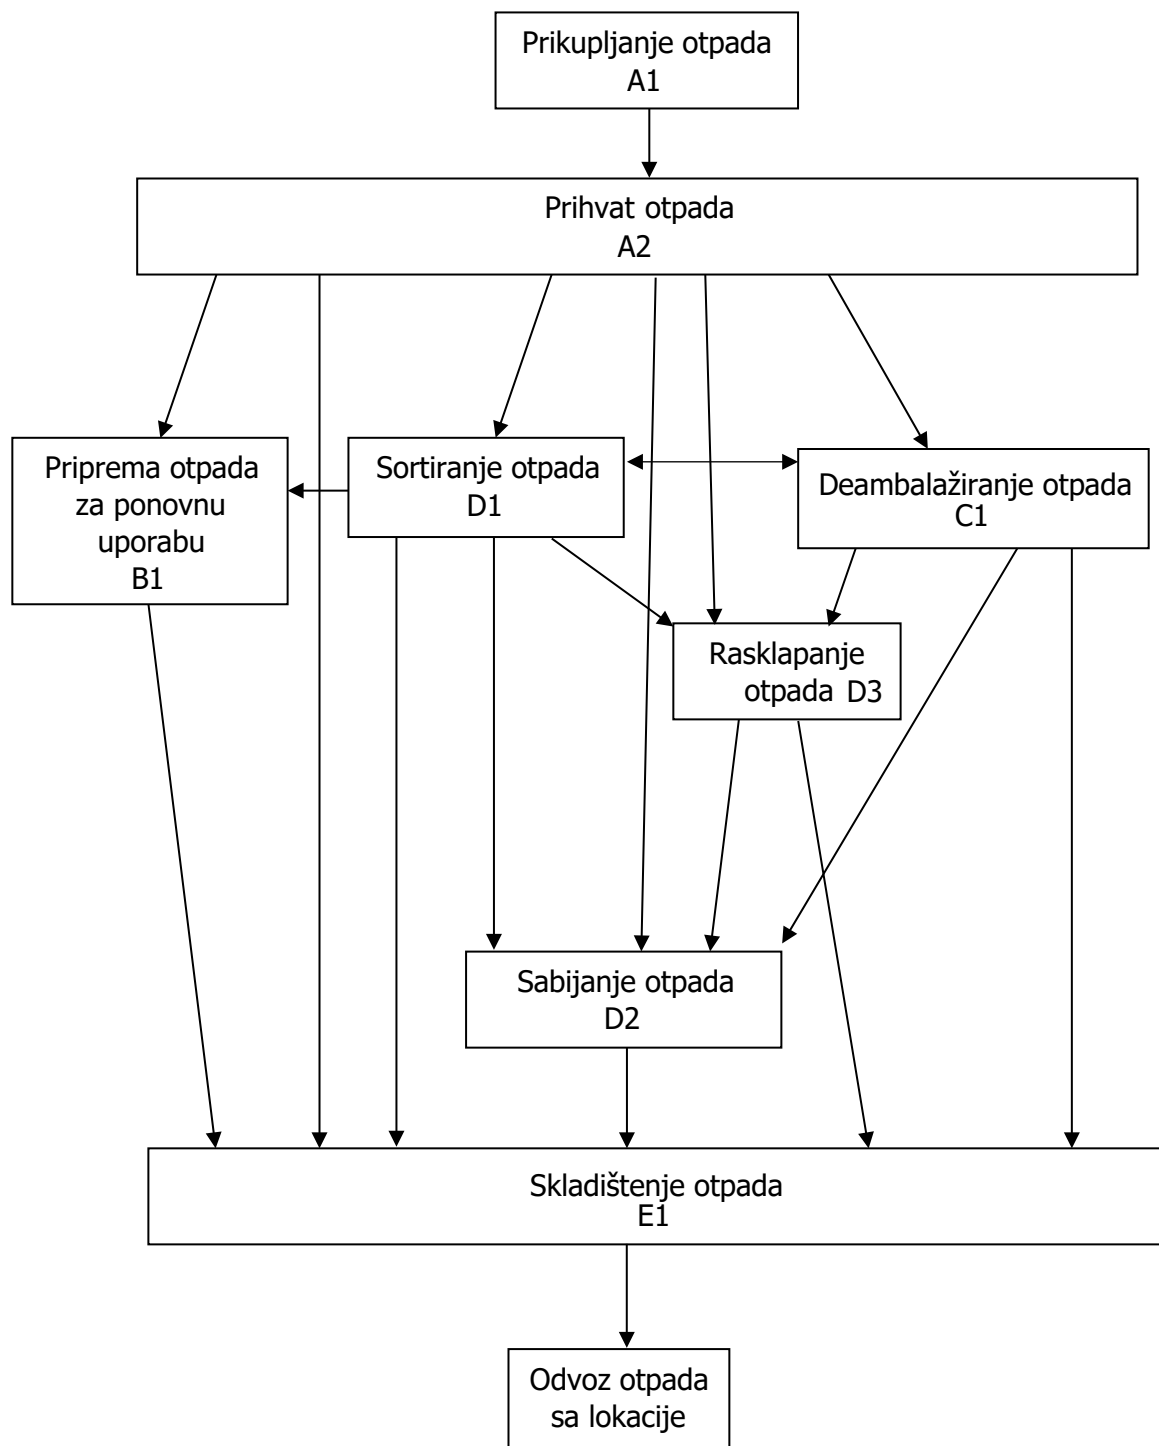 Prikupljanje otpada
A1
Prihvat otpada
A2
Priprema otpada
za ponovnu
uporabu
B1
Sortiranje otpada
D1
Deambalažiranje otpada
C1
Rasklapanje
otpada D3
Sabijanje otpada
D2
Skladištenje otpada
E1
Odvoz otpada
sa lokacije